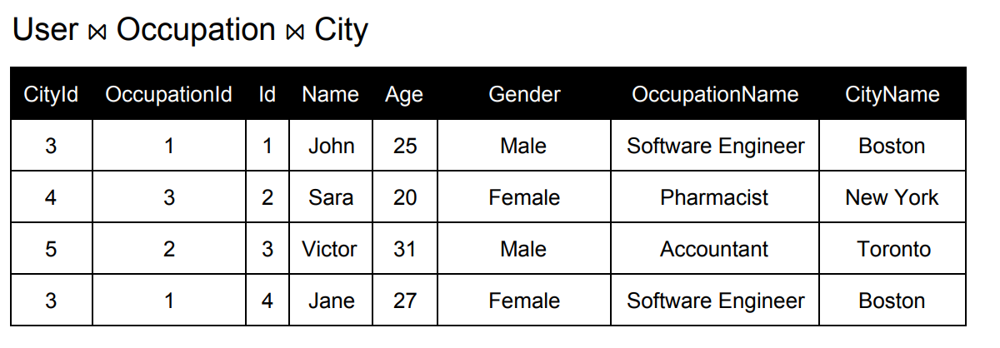 User ⋈ Occupation ⋈ City
CityId OccupationId Id Name Age Gender OccupationName CityName
3 1 1 John 25 Male Software Engineer Boston
4 3 2 Sara 20 Female Pharmacist New York
5 2 3 Victor 31 Male Accountant Toronto
3 1 4 Jane 27 Female Software Engineer Boston